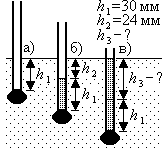 h₁=30 мм
h₂=24 мм
h₃-?
а) б) в)
h₁ h₂ h₃-?
h₁ h₁